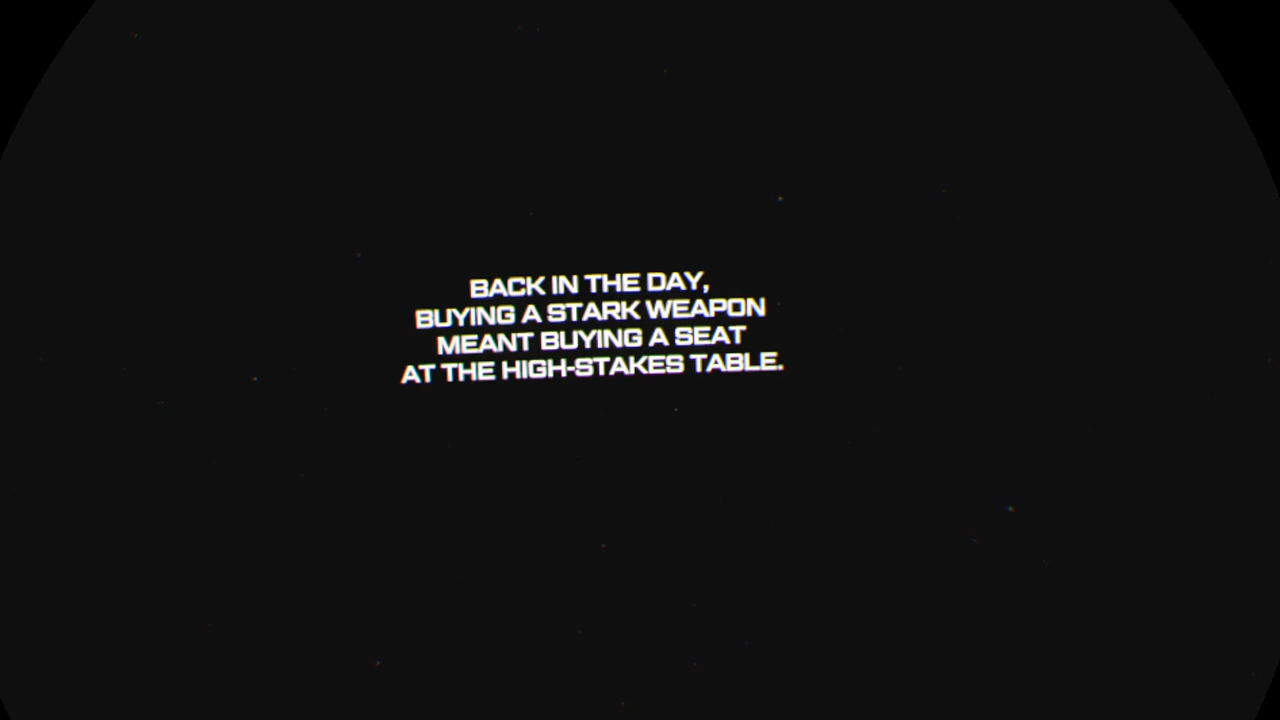 BACK IN THE DAY,
BUYING A STARK WEAPON
MEANT BUYING A SEAT
AT THE HIGH-STAKES TABLE.